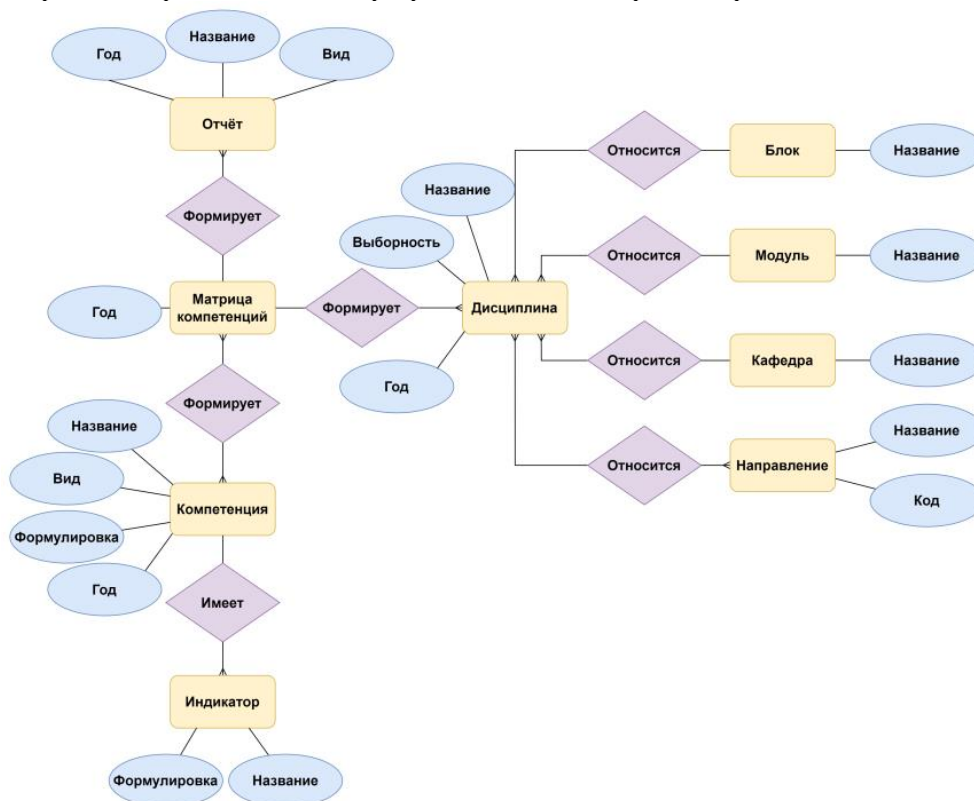 Год
Название
Вид
Отчёт
Формирует
Матрица
компетенций
Год
Формирует
Название
Вид
Формулировка
Год
Компетенция
Имеет
Индикатор
Формулировка
Название
Формирует
Название
Выборность
Дисциплина
Год
Относится
Блок
Название
Относится
Модуль
Название
Относится
Кафедра
Название
Относится
Направление
Название
Код